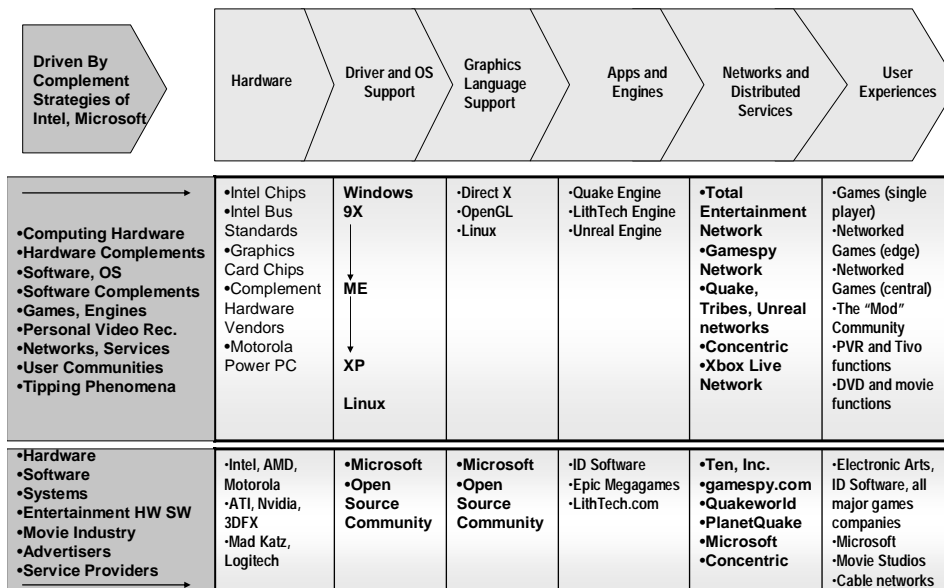 Driven By
Complement
Strategies of
Intel, Microsoft
Hardware
Driver and OS
Support
Graphics
Language
Support
Apps and
Engines
Networks and
Distributed
Services
User
Experiences
•Computing Hardware
•Hardware Complements
•Software, OS
•Software Complements
•Games, Engines
•Personal Video Rec.
•Networks, Services
•User Communities
•Tipping Phenomena
•Intel Chips
•Intel Bus
Standards
•Graphics
Card Chips
•Complement
Hardware
Vendors
•Motorola
Power PC
Windows
9X
ME
XP
Linux
•Direct X
•OpenGL
•Linux
•Quake Engine
•LithTech Engine
•Unreal Engine
•Total
Entertainment
Network
•Gamespy
Network
•Quake,
Tribes, Unreal
networks
•Concentric
•Xbox Live
Network
•Games (single
player)
•Networked
Games (edge)
•Networked
Games (central)
•The “Mod”
Community
•PVR and Tivo
functions
•DVD and movie
functions
•Hardware
•Software
•Systems
•Entertainment HW SW
•Movie Industry
•Advertisers
•Service Providers
•Intel, AMD,
Motorola
•ATI, Nvidia,
3DFX
•Mad Katz,
Logitech
•Microsoft
•Open
Source
Community
•Microsoft
•Open
Source
Community
•ID Software
•Epic Megagames
•LithTech.com
•Ten, Inc.
•gamespy.com
•Quakeworld
•PlanetQuake
•Microsoft
•Concentric
•Electronic Arts,
ID Software, all
major games
companies
•Microsoft
•Movie Studios
•Cable networks